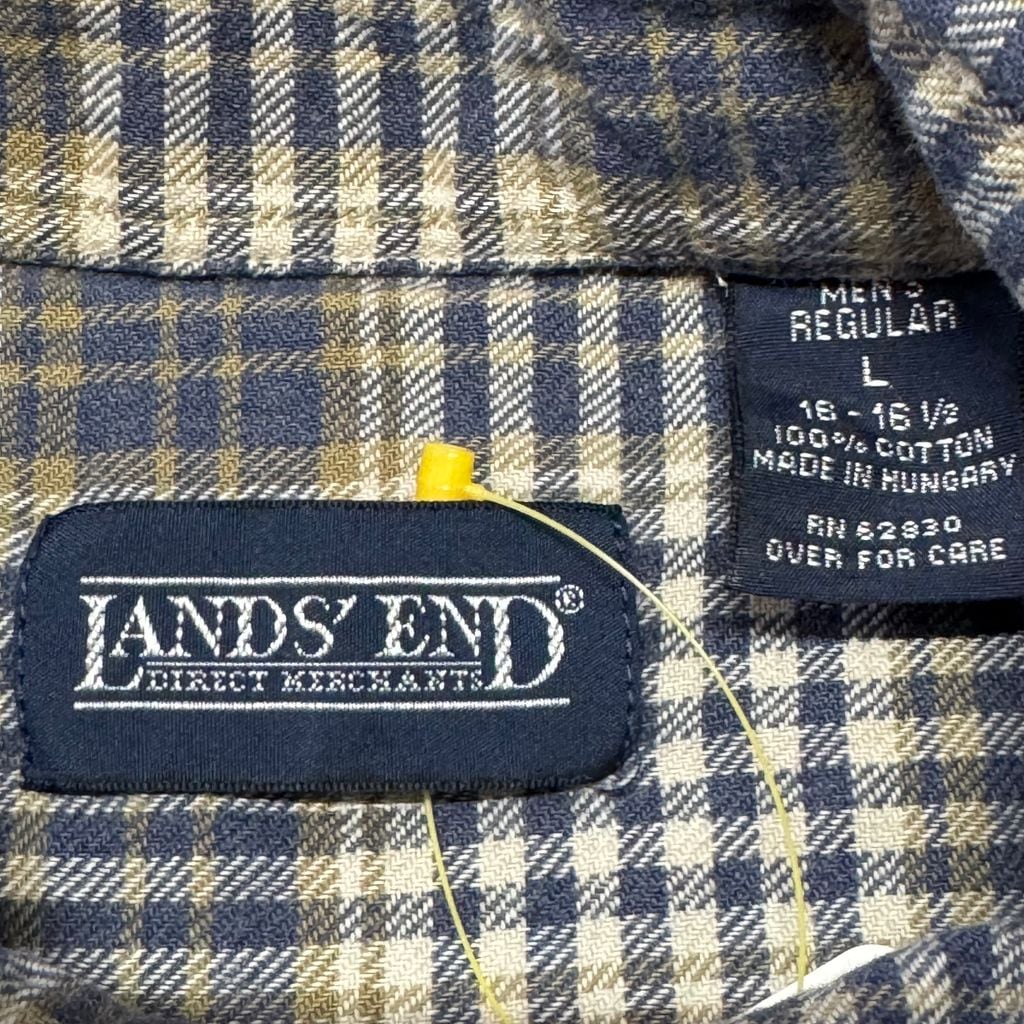 LANDS' END®
DIRECT MERCHANTS
MEN'S
REGULAR
L
16 - 16 1/2
100% COTTON
MADE IN HUNGARY
RN 62830
OVER FOR CARE